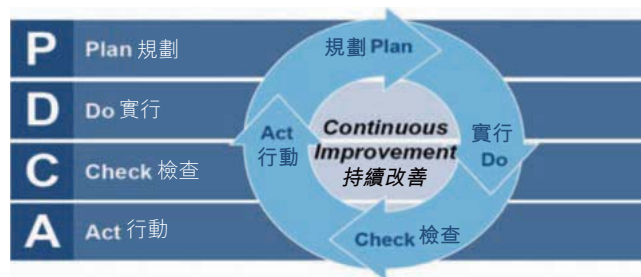 P Plan 規劃
D Do 實行
C Check 檢查
A Act 行動
規劃 Plan
實行
Do
Check 檢查
Act
行動
Continuous
Improvement
持續改善